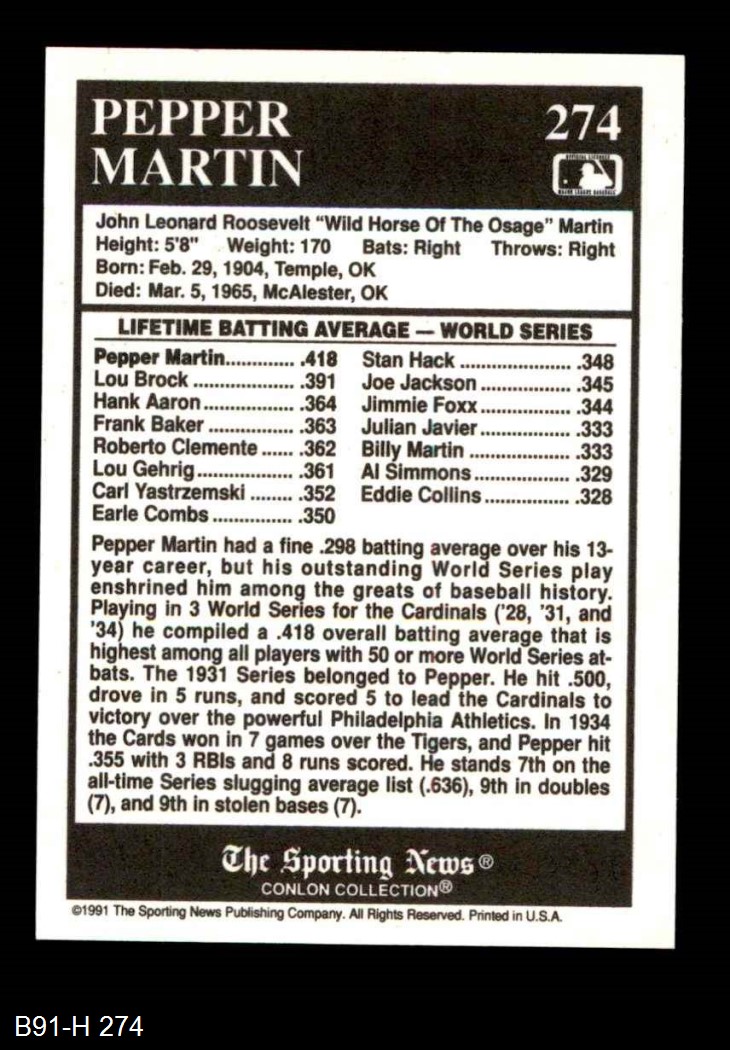 PEPPER
MARTIN
274
OFFICIAL LICENSEE
MAJOR LEAGUE BASEBALL
John Leonard Roosevelt “Wild Horse Of The Osage” Martin
Height: 5'8" Weight: 170 Bats: Right Throws: Right
Born: Feb. 29, 1904, Temple, OK
Died: Mar. 5, 1965, McAlester, OK
LIFETIME BATTING AVERAGE — WORLD SERIES
Pepper Martin............. .418
Lou Brock ................... .391
Hank Aaron................. .364
Frank Baker ................ .363
Roberto Clemente ...... .362
Lou Gehrig.................. .361
Carl Yastrzemski ........ .352
Earle Combs ............... .350
Stan Hack ..................... .348
Joe Jackson ................. .345
Jimmie Foxx................. .344
Julian Javier................. .333
Billy Martin ................... .333
Al Simmons.................. .329
Eddie Collins ................ .328
Pepper Martin had a fine .298 batting average over his 13-
year career, but his outstanding World Series play
enshrined him among the greats of baseball history.
Playing in 3 World Series for the Cardinals ('28, '31, and
'34) he compiled a .418 overall batting average that is
highest among all players with 50 or more World Series at-
bats. The 1931 Series belonged to Pepper. He hit .500,
drove in 5 runs, and scored 5 to lead the Cardinals to
victory over the powerful Philadelphia Athletics. In 1934
the Cards won in 7 games over the Tigers, and Pepper hit
.355 with 3 RBIs and 8 runs scored. He stands 7th on the
all-time Series slugging average list (.636), 9th in doubles
(7), and 9th in stolen bases (7).
The Sporting News®
CONLON COLLECTION®
©1991 The Sporting News Publishing Company. All Rights Reserved. Printed in U.S.A.
B91-H 274